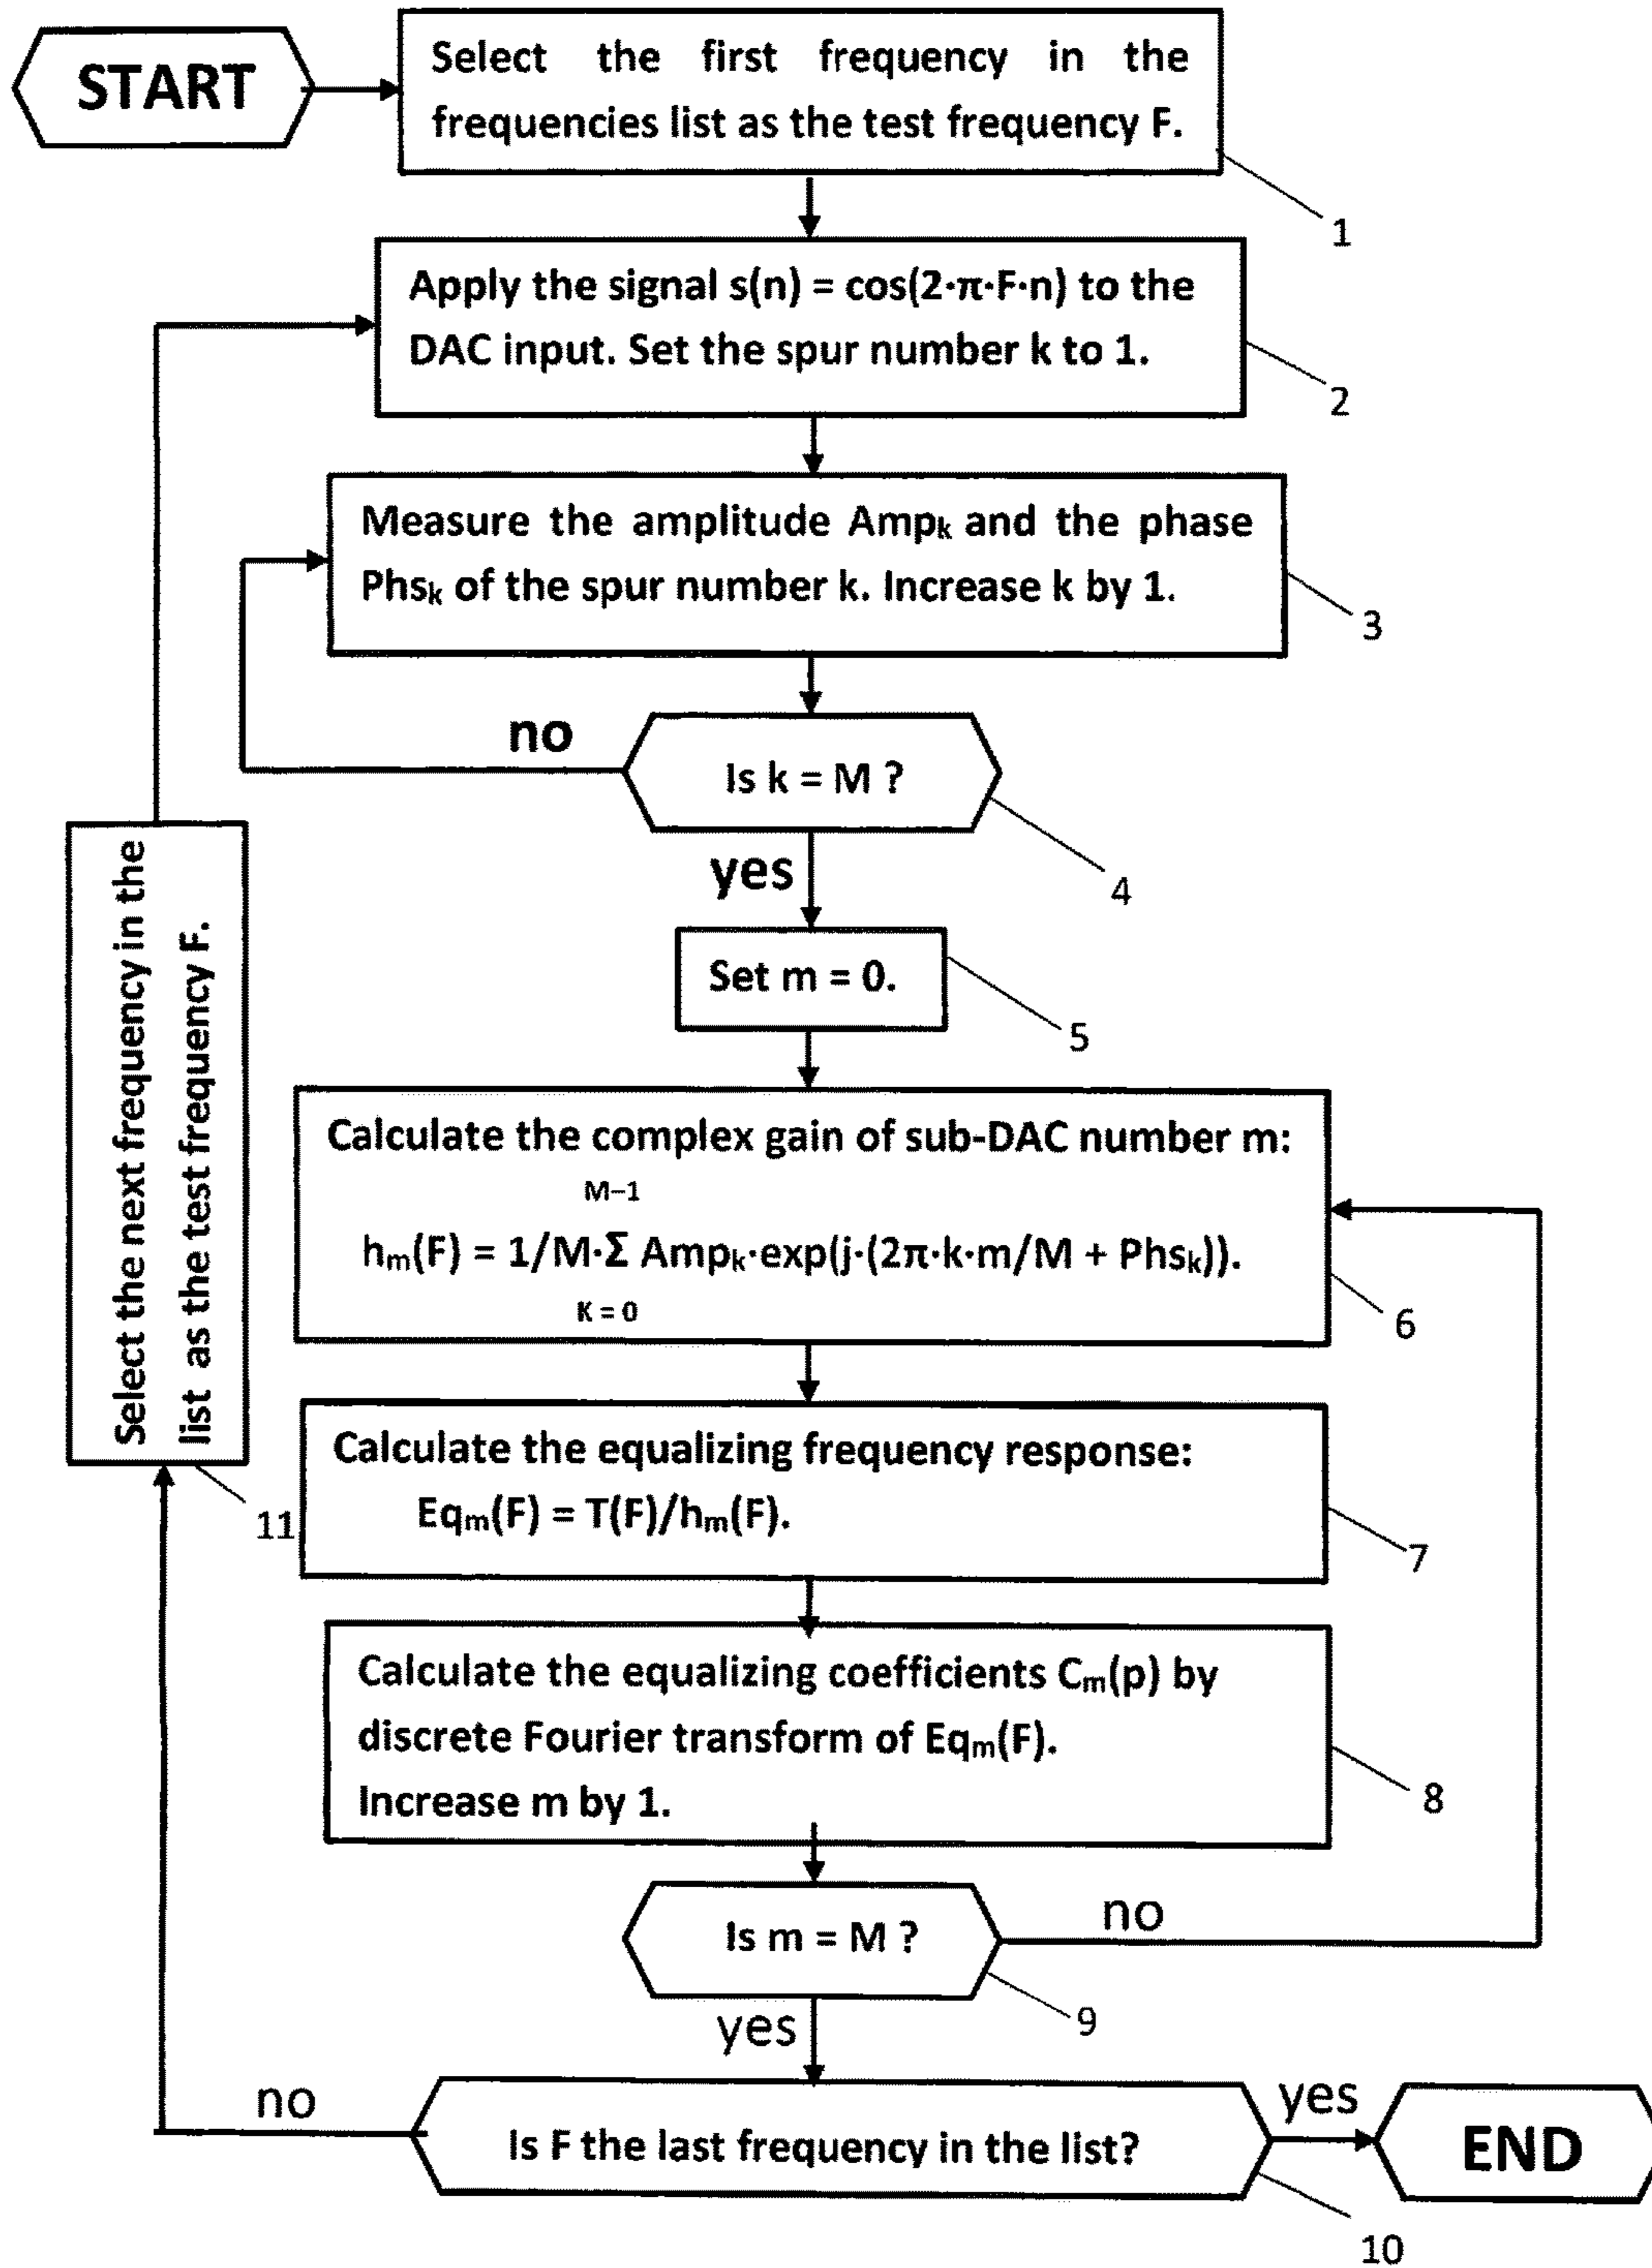 START
Select the first frequency in the
frequencies list as the test frequency F.
1
Apply the signal s(n) = cos(2·π·F·n) to the
DAC input. Set the spur number k to 1.
2
Measure the amplitude Ampₖ and the phase
Phsₖ of the spur number k. Increase k by 1.
3
no
Is k = M ?
yes
4
Set m = 0.
5
Calculate the complex gain of sub-DAC number m:
M–1
hₘ(F) = 1/M·Σ Ampₖ·exp(j·(2π·k·m/M + Phsₖ)).
K = 0
6
Calculate the equalizing frequency response:
Eqₘ(F) = T(F)/hₘ(F).
7
Calculate the equalizing coefficients Cₘ(p) by
discrete Fourier transform of Eqₘ(F).
Increase m by 1.
8
Is m = M ?
no
9
yes
Is F the last frequency in the list?
no
yes
10
END
Select the next frequency in the
list as the test frequency F.
11